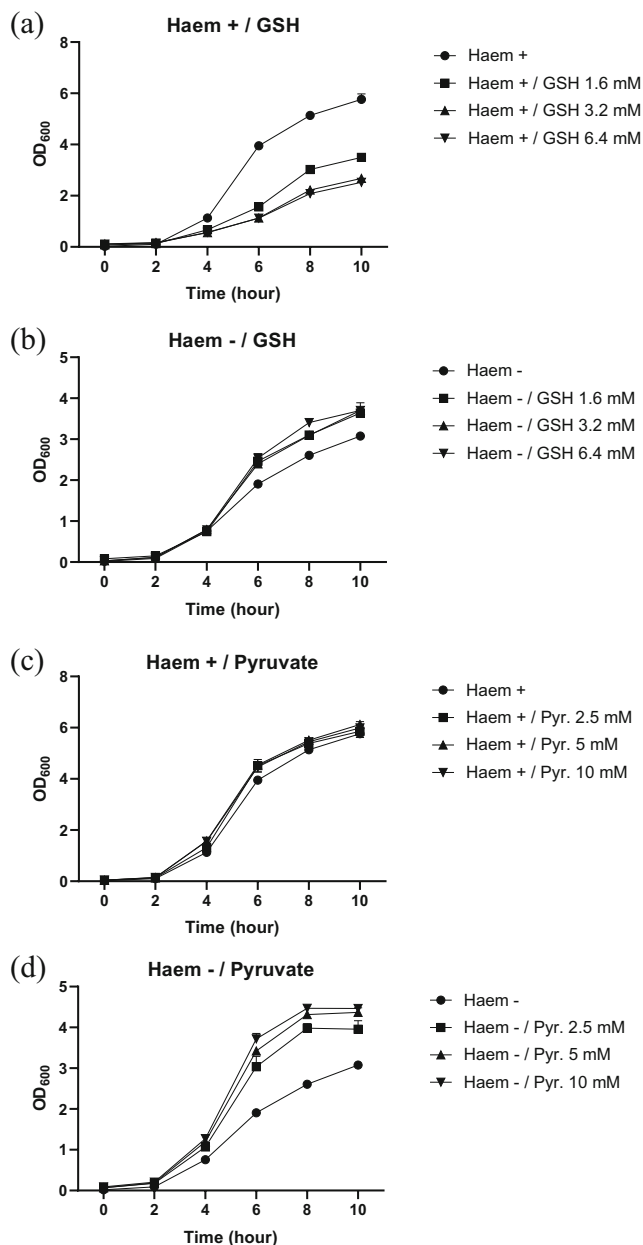 (a)
Haem + / GSH
OD600
6
4
2
0
0 2 4 6 8 10
Time (hour)
Haem +
Haem + / GSH 1.6 mM
Haem + / GSH 3.2 mM
Haem + / GSH 6.4 mM
(b)
Haem - / GSH
OD600
5
4
3
2
1
0
0 2 4 6 8 10
Time (hour)
Haem -
Haem - / GSH 1.6 mM
Haem - / GSH 3.2 mM
Haem - / GSH 6.4 mM
(c)
Haem + / Pyruvate
OD600
8
6
4
2
0
0 2 4 6 8 10
Time (hour)
Haem +
Haem + / Pyr. 2.5 mM
Haem + / Pyr. 5 mM
Haem + / Pyr. 10 mM
(d)
Haem - / Pyruvate
OD600
5
4
3
2
1
0
0 2 4 6 8 10
Time (hour)
Haem -
Haem - / Pyr. 2.5 mM
Haem - / Pyr. 5 mM
Haem - / Pyr. 10 mM